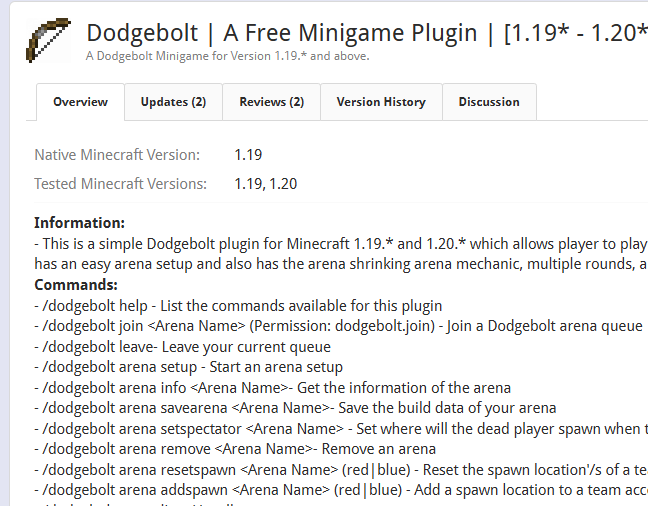 Dodgebolt | A Free Minigame Plugin | [1.19* - 1.20*
A Dodgebolt Minigame for Version 1.19.* and above.
Overview Updates (2) Reviews (2) Version History Discussion
Native Minecraft Version: 1.19
Tested Minecraft Versions: 1.19, 1.20
Information:
- This is a simple Dodgebolt plugin for Minecraft 1.19.* and 1.20.* which allows player to play
has an easy arena setup and also has the arena shrinking arena mechanic, multiple rounds, a
Commands:
- /dodgebolt help - List the commands available for this plugin
- /dodgebolt join <Arena Name> (Permission: dodgebolt.join) - Join a Dodgebolt arena queue
- /dodgebolt leave- Leave your current queue
- /dodgebolt arena setup - Start an arena setup
- /dodgebolt arena info <Arena Name>- Get the information of the arena
- /dodgebolt arena savearena <Arena Name>- Save the build data of your arena
- /dodgebolt arena setspectator <Arena Name> - Set where will the dead player spawn when t
- /dodgebolt arena remove <Arena Name>- Remove an arena
- /dodgebolt arena resetspawn <Arena Name> (red|blue) - Reset the spawn location'/s of a te
- /dodgebolt arena addspawn <Arena Name> (red|blue) - Add a spawn location to a team acc